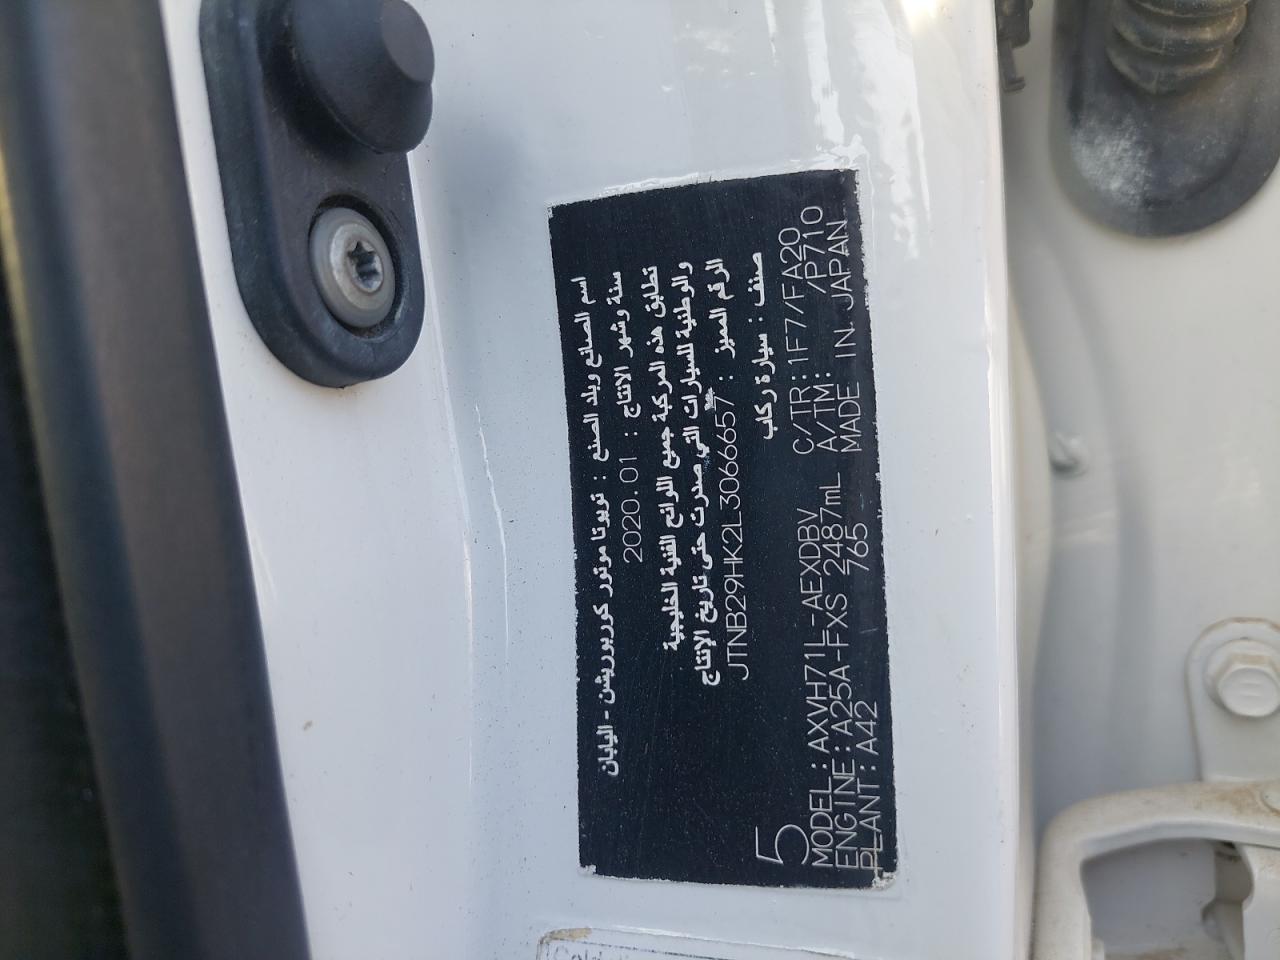 اسم الصانع وبلد الصنع : تويوتا موتور كوربوريشن - اليابان
سنة وشهر الانتاج : 2020.01
تطابق هذه المركبة جميع اللوائح الفنية الخليجية
والوطنية للسيارات التي صدرت حتى تاريخ الإنتاج
الرقم المميز : JTNB29HK2L3066657
صنف : سيارة ركاب
5
MODEL:AXVH71L-AEXDBV C/TR:1F7/FA20
ENGINE:A25A-FXS 2487mL A/TM: /P710
PLANT:A42 765 MADE IN JAPAN